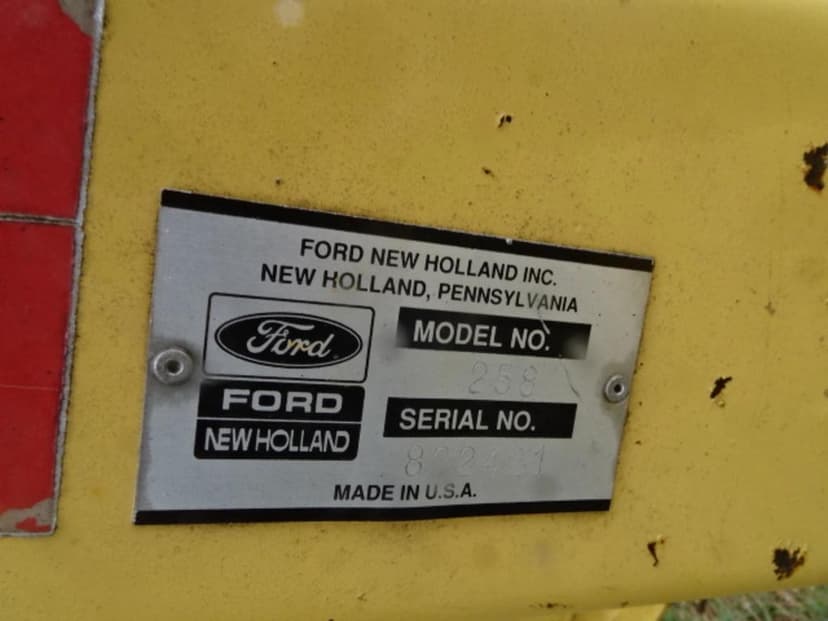 FORD NEW HOLLAND INC.
NEW HOLLAND, PENNSYLVANIA
Ford
FORD
NEW HOLLAND
MODEL NO.
258
SERIAL NO.
MADE IN U.S.A.